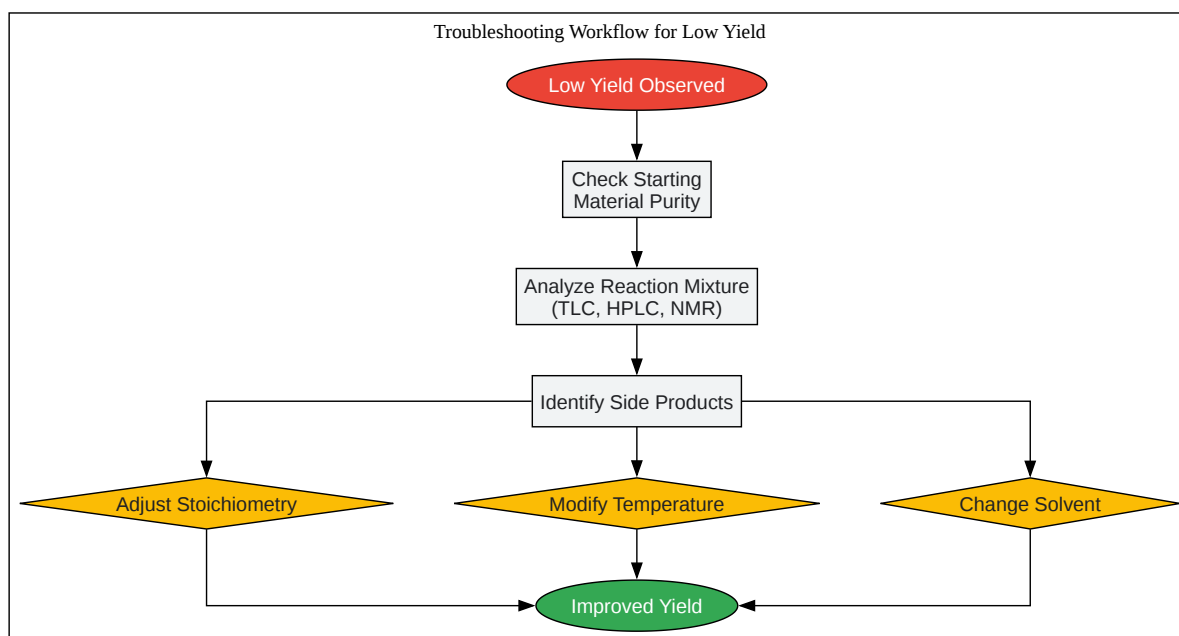 Troubleshooting Workflow for Low Yield
Low Yield Observed
Check Starting
Material Purity
Analyze Reaction Mixture
(TLC, HPLC, NMR)
Identify Side Products
Adjust Stoichiometry
Modify Temperature
Change Solvent
Improved Yield